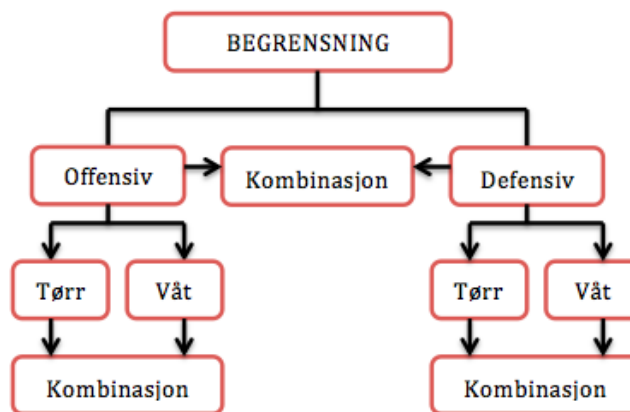 BEGRENSNING
Offensiv
Kombinasjon
Defensiv
Tørr
Våt
Tørr
Våt
Kombinasjon
Kombinasjon